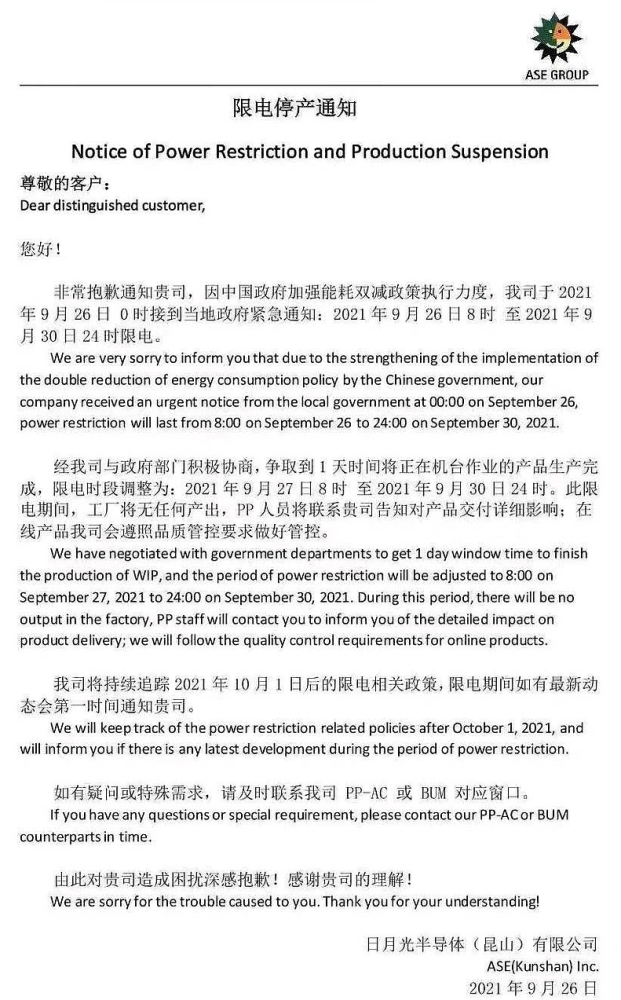 ASE GROUP
限电停产通知
Notice of Power Restriction and Production Suspension
尊敬的客户：
Dear distinguished customer,
您好！
非常抱歉通知贵司，因中国政府加强能耗双减政策执行力度，我司于 2021
年 9 月 26 日 0 时接到当地政府紧急通知：2021 年 9 月 26 日 8 时 至 2021 年 9
月 30 日 24 时限电。
We are very sorry to inform you that due to the strengthening of the implementation of
the double reduction of energy consumption policy by the Chinese government, our
company received an urgent notice from the local government at 00:00 on September 26,
power restriction will last from 8:00 on September 26 to 24:00 on September 30, 2021.
经我司与政府部门积极协商，争取到 1 天时间将正在机台作业的产品生产完
成，限电时段调整为：2021 年 9 月 27 日 8 时 至 2021 年 9 月 30 日 24 时。此限
电期间，工厂将无任何产出，PP 人员将联系贵司告知对产品交付详细影响；在
线产品我司会遵照品质管控要求做好管控。
We have negotiated with government departments to get 1 day window time to finish
the production of WIP, and the period of power restriction will be adjusted to 8:00 on
September 27, 2021 to 24:00 on September 30, 2021. During this period, there will be no
output in the factory, PP staff will contact you to inform you of the detailed impact on
product delivery; we will follow the quality control requirements for online products.
我司将持续追踪 2021 年 10 月 1 日后的限电相关政策，限电期间如有最新动
态会第一时间通知贵司。
We will keep track of the power restriction related policies after October 1, 2021, and
will inform you if there is any latest development during the period of power restriction.
如有疑问或特殊需求，请及时联系我司 PP-AC 或 BUM 对应窗口。
If you have any questions or special requirement, please contact our PP-AC or BUM
counterparts in time.
由此对贵司造成困扰深感抱歉！感谢贵司的理解！
We are sorry for the trouble caused to you. Thank you for your understanding!
日月光半导体（昆山）有限公司
ASE(Kunshan) Inc.
2021 年 9 月 26 日